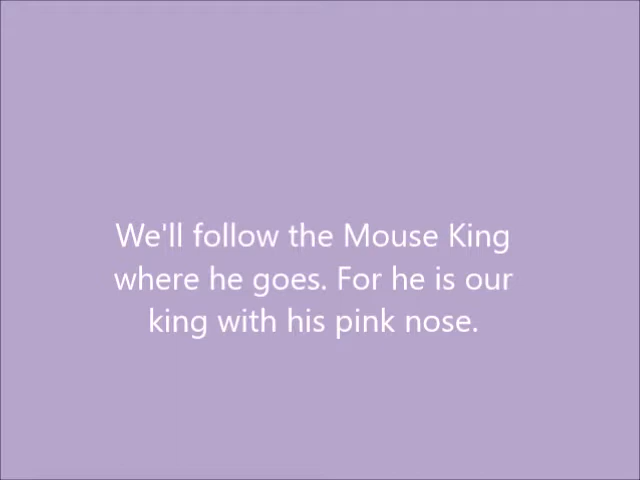 We'll follow the Mouse King
where he goes. For he is our
king with his pink nose.